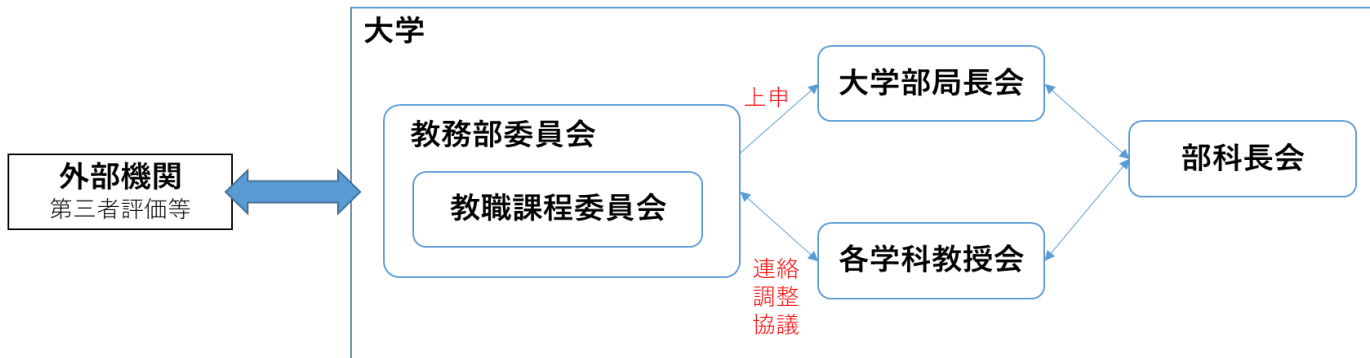 大学
外部機関
第三者評価等
教務部委員会
教職課程委員会
上申
連絡
調整
協議
大学部局長会
各学科教授会
部科長会